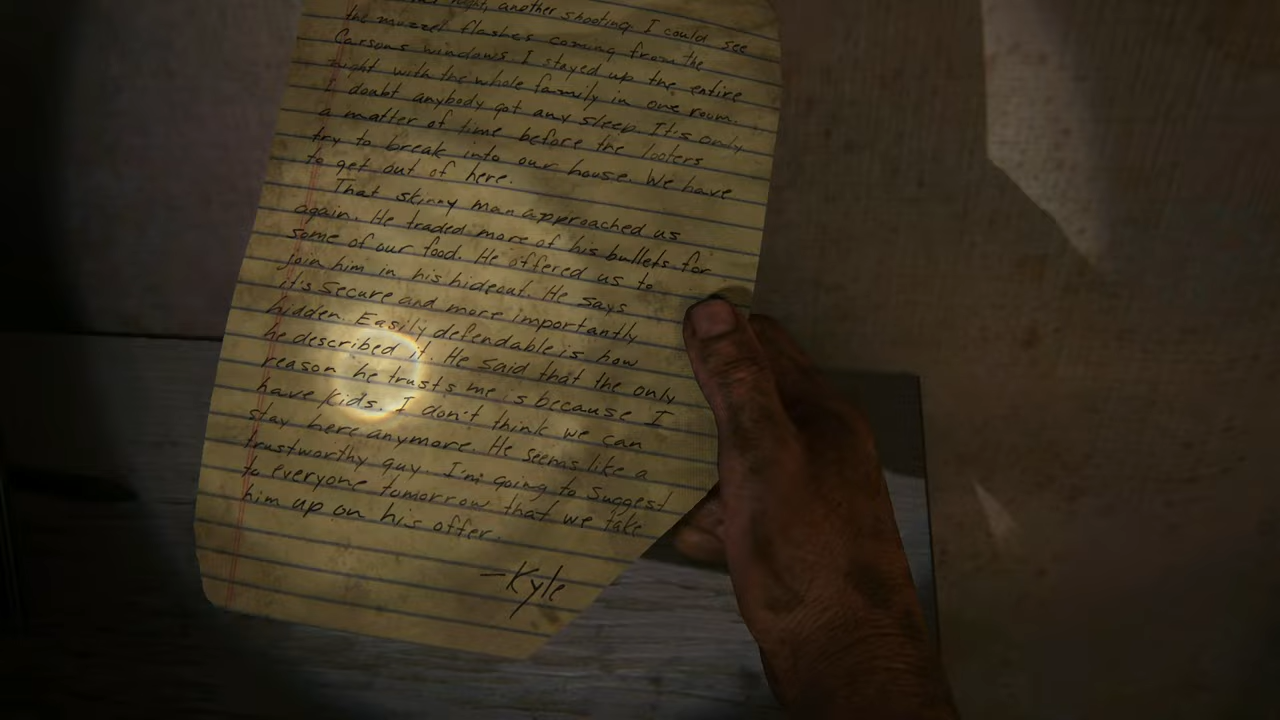 night, another shooting. I could see
the muzzel flashes coming from the
Carsons windows. I stayed up the entire
night with the whole family in one room.
I doubt anybody got any sleep. It's only
a matter of time before the looters
try to break into our house. We have
to get out of here.
That skinny man approached us
again. He traded more of his bullets for
some of our food. He offered us to
join him in his hideout. He says
it's secure and more importantly
hidden. Easily defendable is how
he described it. He said that the only
reason he trusts me is because I
have kids. I don't think we can
stay here anymore. He seems like a
trustworthy guy. I'm going to suggest
to everyone tomorrow that we take
him up on his offer.
—Kyle